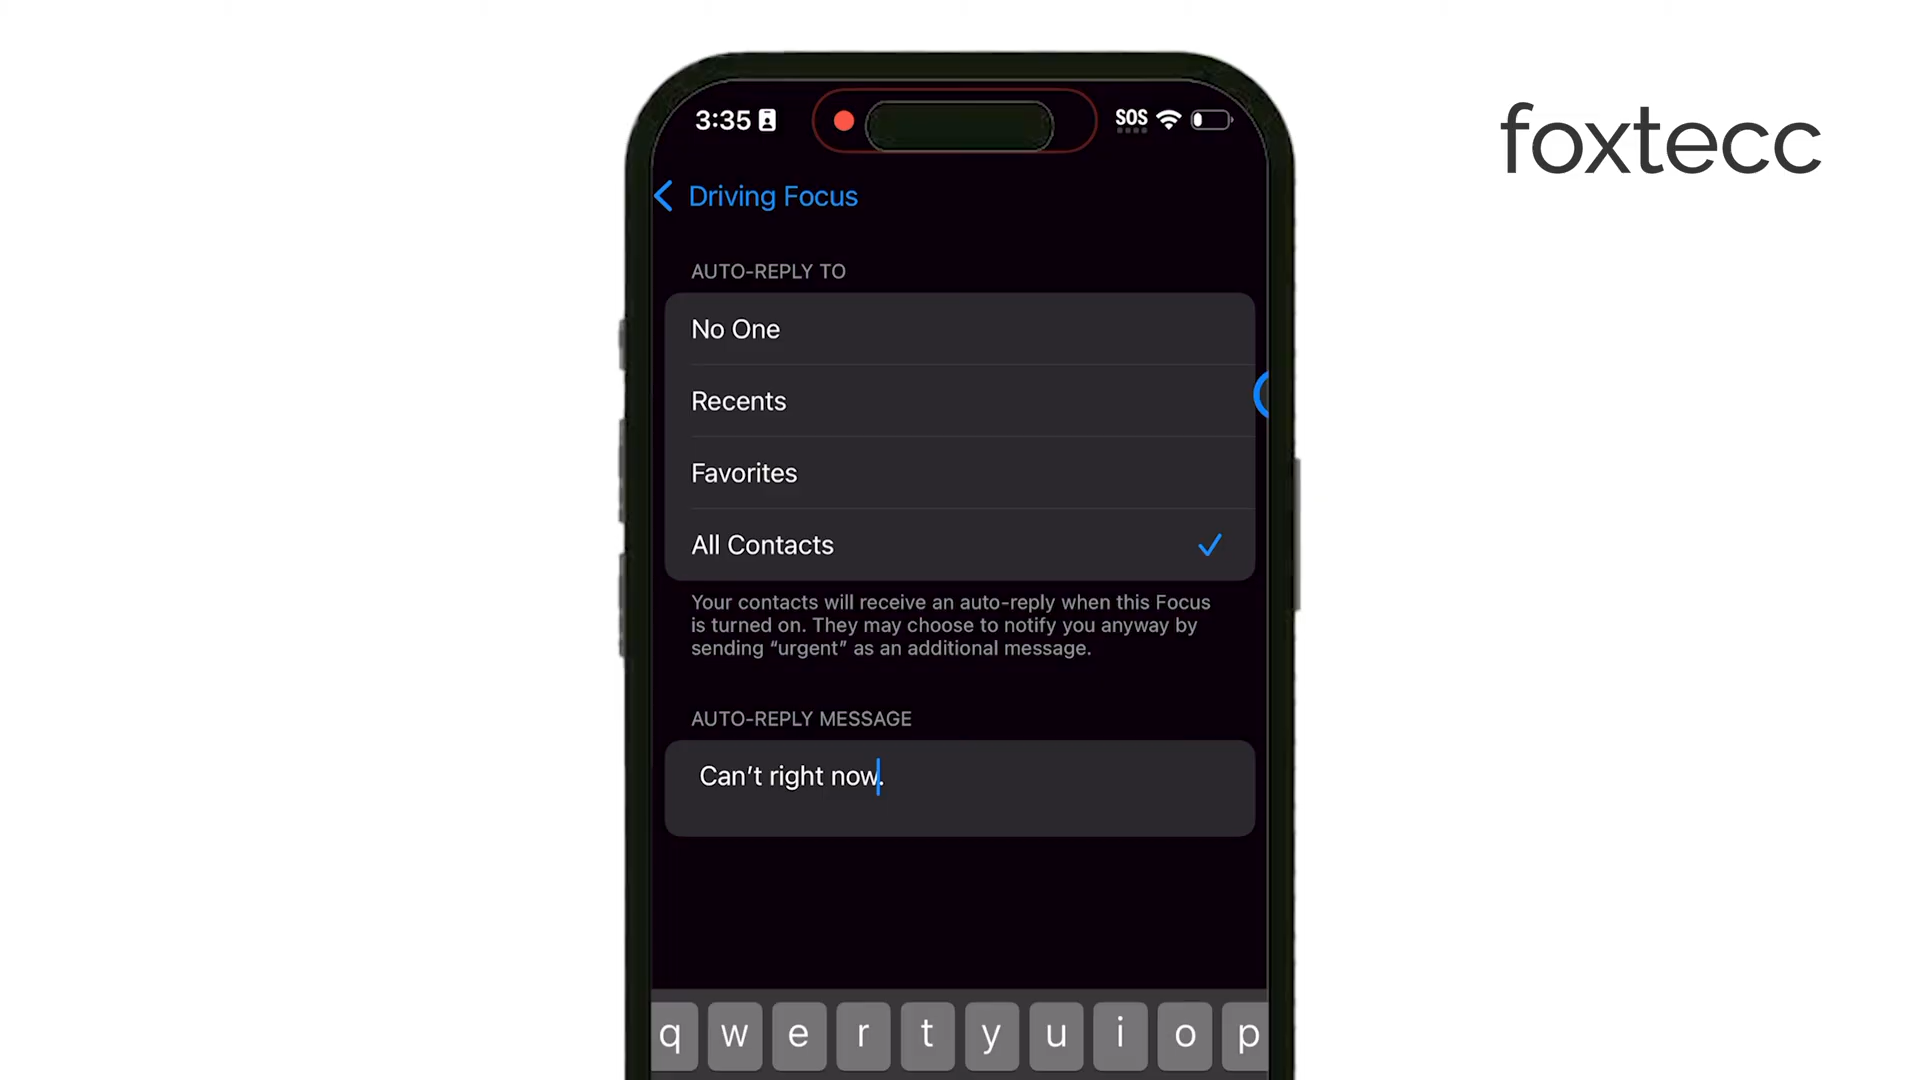 foxtecc
3:35
SOS
Driving Focus
AUTO-REPLY TO
No One
Recents
Favorites
All Contacts
Your contacts will receive an auto-reply when this Focus
is turned on. They may choose to notify you anyway by
sending “urgent” as an additional message.
AUTO-REPLY MESSAGE
Can’t right now.
q w e r t y u i o p